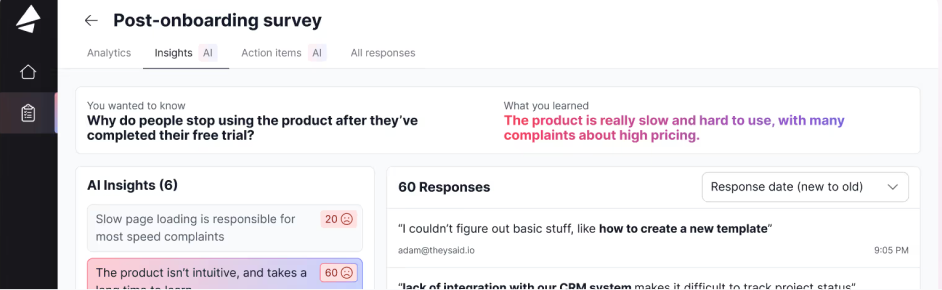 Post-onboarding survey
Analytics
Insights AI
Action items AI
All responses
You wanted to know
Why do people stop using the product after they’ve
completed their free trial?
What you learned
The product is really slow and hard to use, with many
complaints about high pricing.
AI Insights (6)
Slow page loading is responsible for
most speed complaints
20
The product isn’t intuitive, and takes a
long time to learn
60
60 Responses
Response date (new to old)
“I couldn’t figure out basic stuff, like how to create a new template”
adam@theysaid.io
9:05 PM
“lack of integration with our CRM system makes it difficult to track project status”